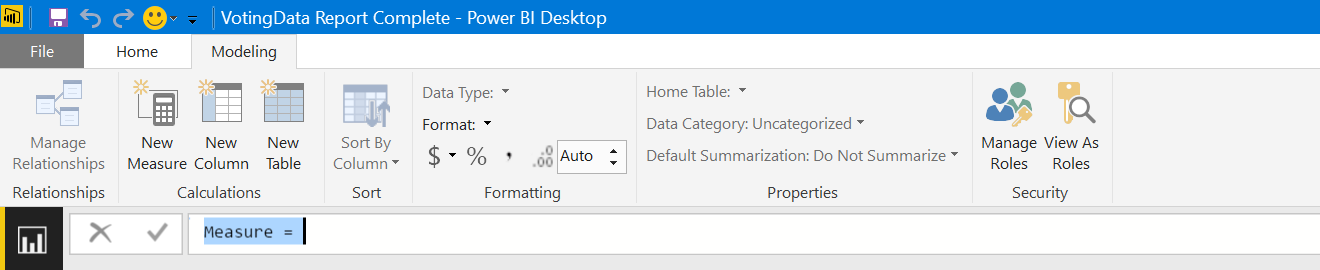 VotingData Report Complete - Power BI Desktop
File Home Modeling
Manage Relationships
New Measure
New Column
New Table
Sort By Column
Data Type:
Format:
$ % , .00 Auto
Home Table:
Data Category: Uncategorized
Default Summarization: Do Not Summarize
Manage Roles
View As Roles
Relationships Calculations Sort Formatting Properties Security
Measure =